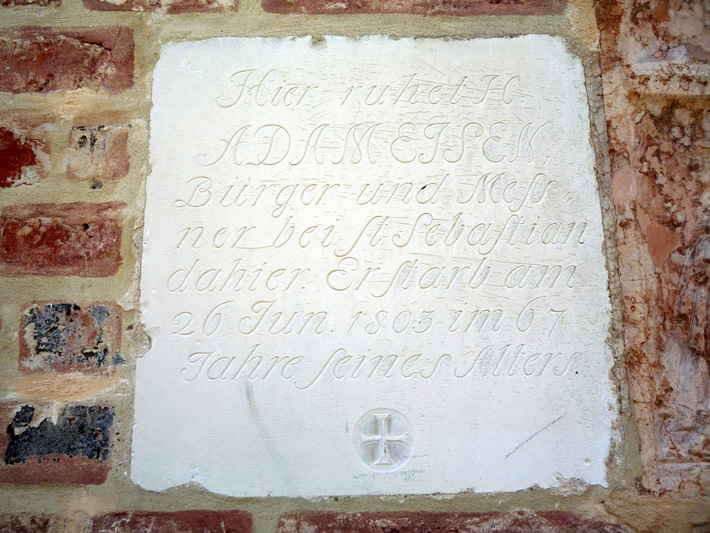 Hier ruhet H.
ADAM EISEN,
Bürger und Meſs-
ner bei ſt. Sebaſtian
dahier. Er ſtarb am
26 Jun. 1803 im 67
Jahre ſeines Alters.